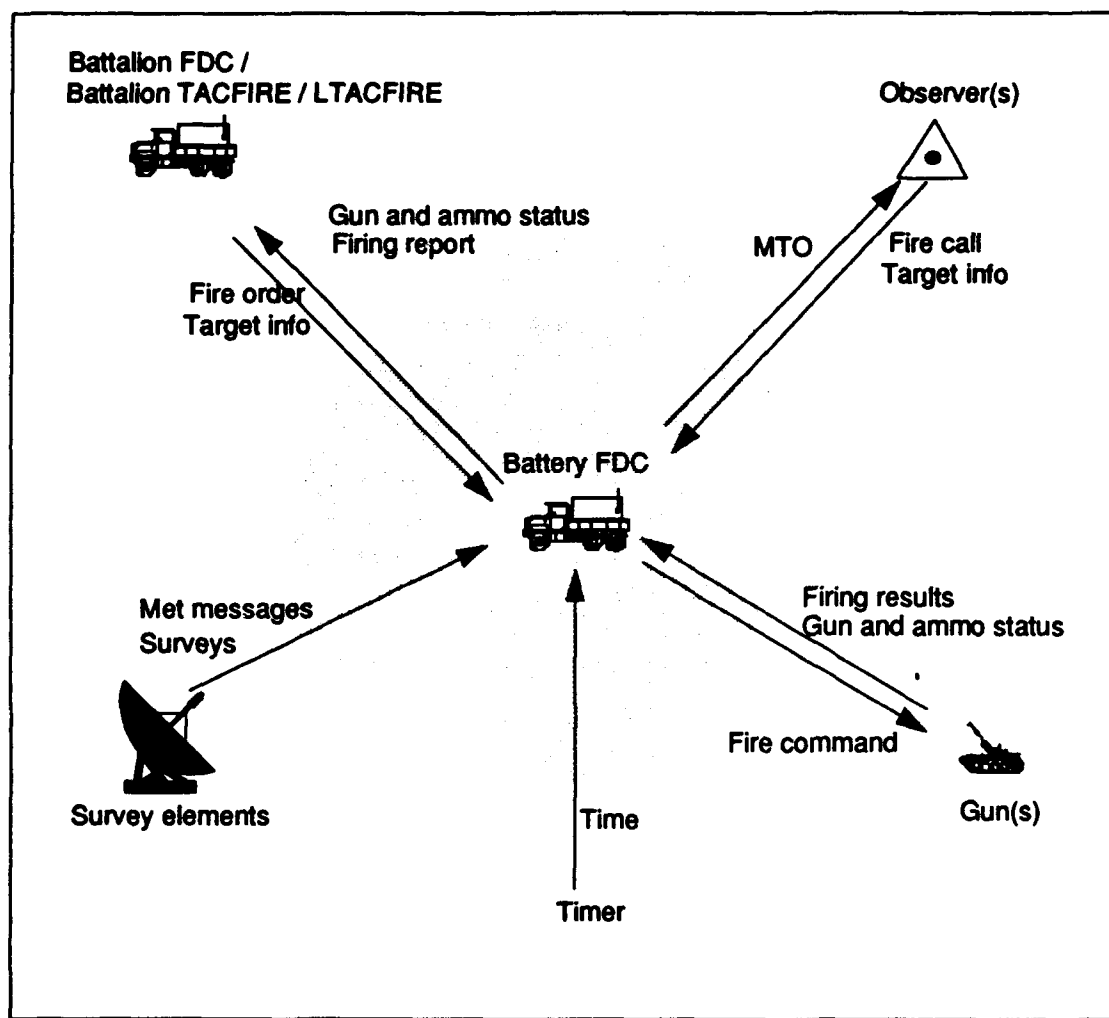 Battalion FDC /
Battalion TACFIRE / LTACFIRE
Observer(s)
Gun and ammo status
Firing report
MTO
Fire call
Target info
Fire order
Target info
Battery FDC
Met messages
Surveys
Firing results
Gun and ammo status
Fire command
Survey elements
Time
Gun(s)
Timer